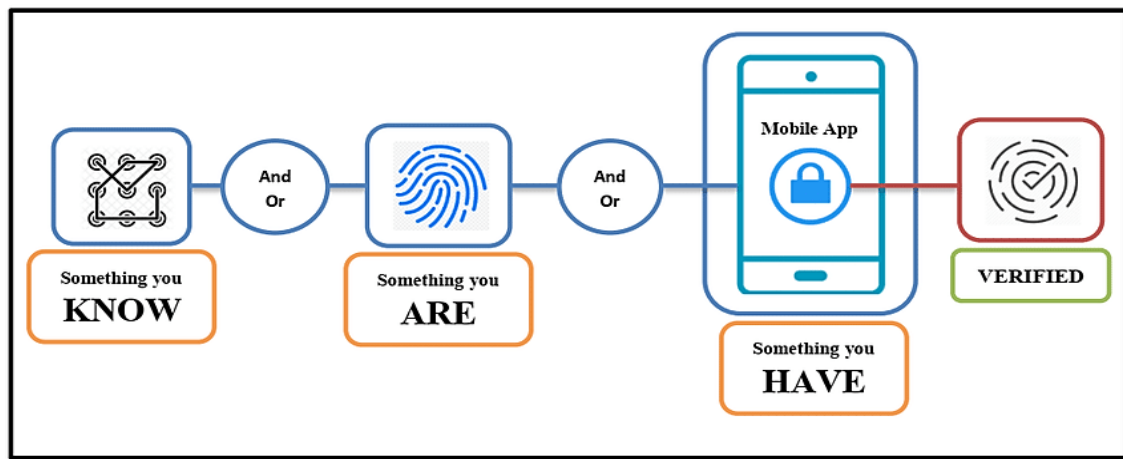 Something you
KNOW
And
Or
Something you
ARE
And
Or
Mobile App
Something you
HAVE
VERIFIED